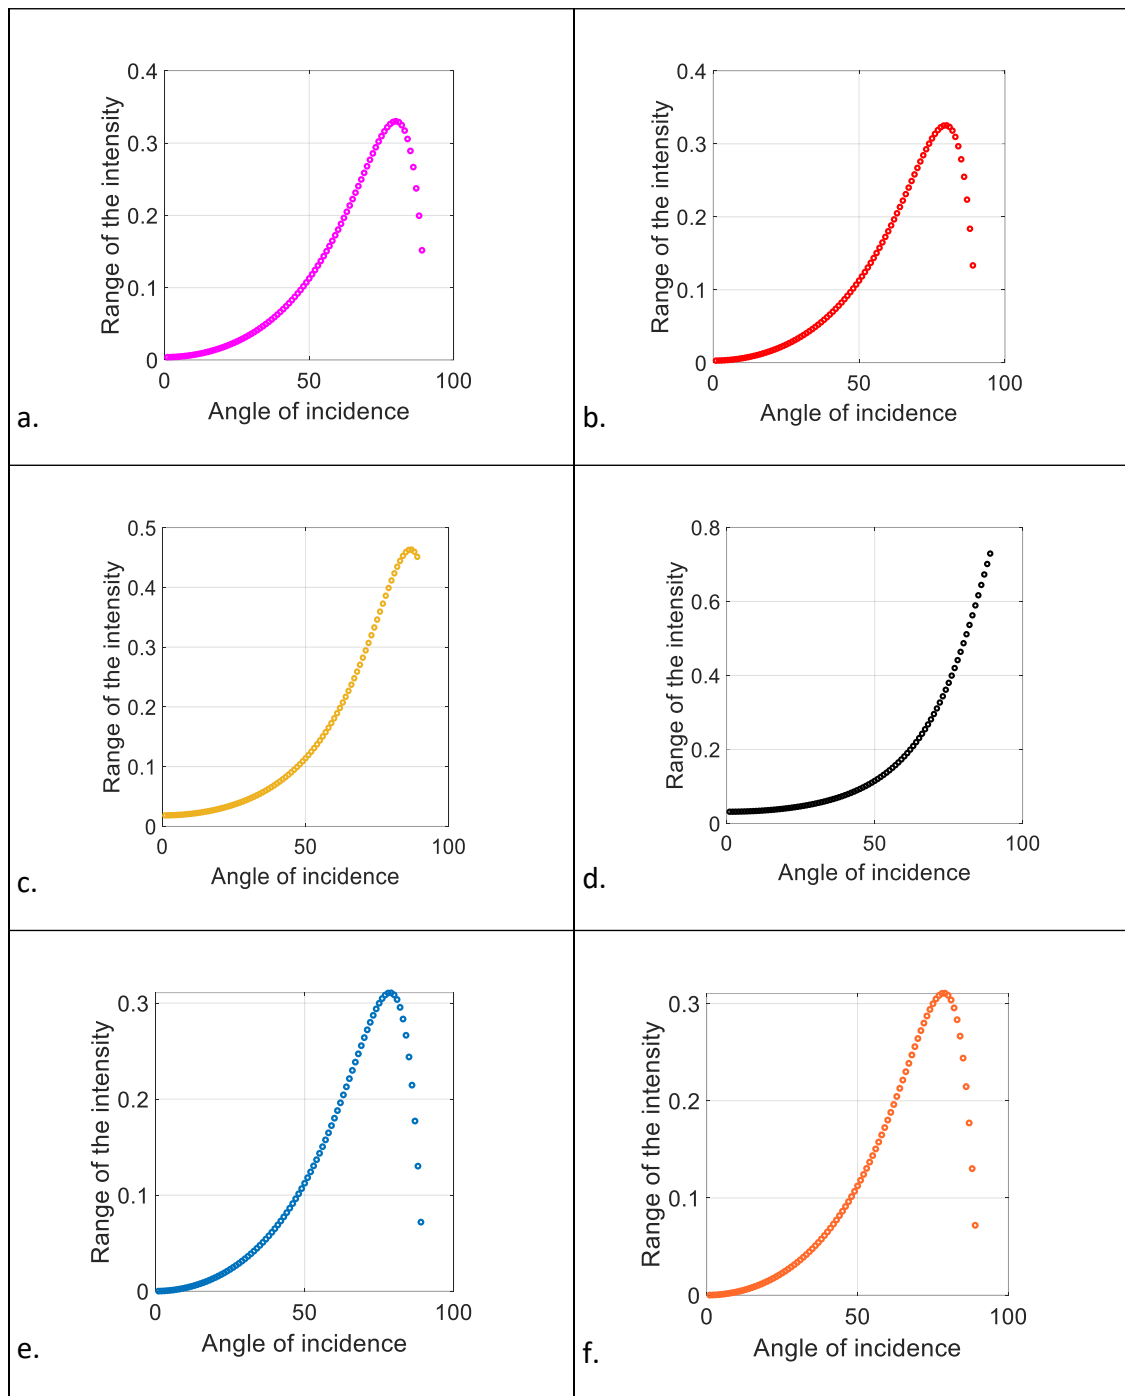 0.4
0.3
0.2
0.1
0
0 50 100
Range of the intensity
Angle of incidence
a.
0.4
0.3
0.2
0.1
0
0 50 100
Range of the intensity
Angle of incidence
b.
0.5
0.4
0.3
0.2
0.1
0
0 50 100
Range of the intensity
Angle of incidence
c.
0.8
0.6
0.4
0.2
0
0 50 100
Range of the intensity
Angle of incidence
d.
0.3
0.2
0.1
0
0 50 100
Range of the intensity
Angle of incidence
e.
0.3
0.2
0.1
0
0 50 100
Range of the intensity
Angle of incidence
f.